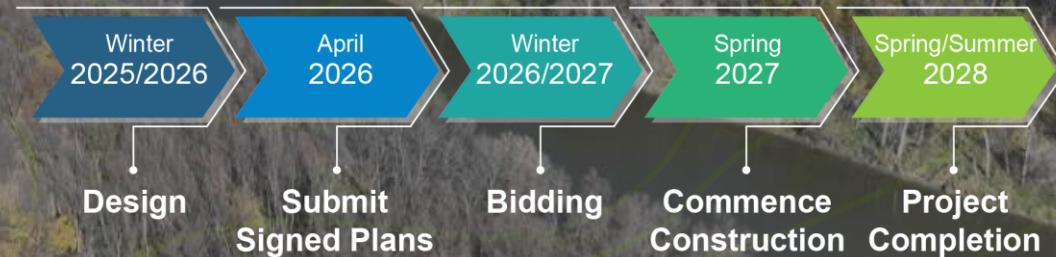 Winter
2025/2026
April
2026
Winter
2026/2027
Spring
2027
Spring/Summer
2028
Design
Submit
Signed Plans
Bidding
Commence
Construction
Project
Completion